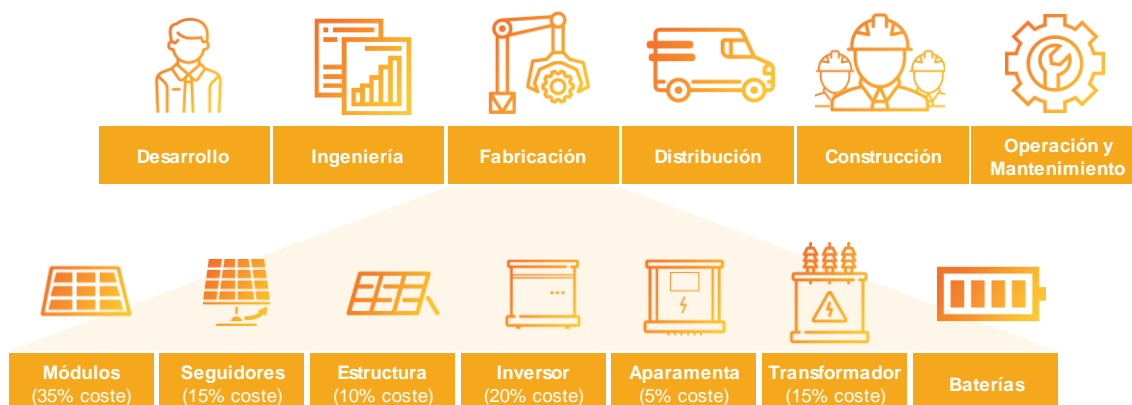 Desarrollo
Ingeniería
Fabricación
Distribución
Construcción
Operación y
Mantenimiento
Módulos
(35% coste)
Seguidores
(15% coste)
Estructura
(10% coste)
Inversor
(20% coste)
Aparamenta
(5% coste)
Transformador
(15% coste)
Baterías